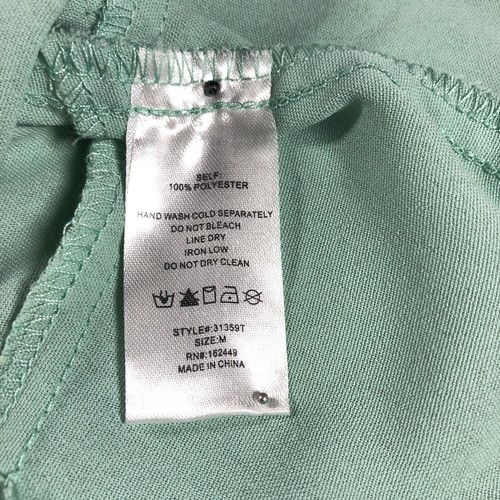 SELF:
100% POLYESTER
HAND WASH COLD SEPARATELY
DO NOT BLEACH
LINE DRY
IRON LOW
DO NOT DRY CLEAN
STYLE#:31359T
SIZE:M
RN#:162449
MADE IN CHINA